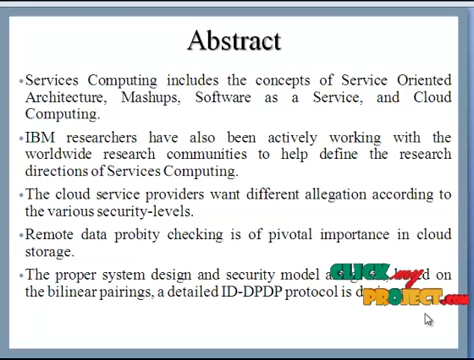 Abstract
Services Computing includes the concepts of Service Oriented
Architecture, Mashups, Software as a Service, and Cloud
Computing.
IBM researchers have also been actively working with the
worldwide research communities to help define the research
directions of Services Computing.
The cloud service providers want different allegation according to
the various security-levels.
Remote data probity checking is of pivotal importance in cloud
storage.
The proper system design and security model a on
CLICK my
PROJECT.com
the bilinear pairings, a detailed ID-DPDP protocol is